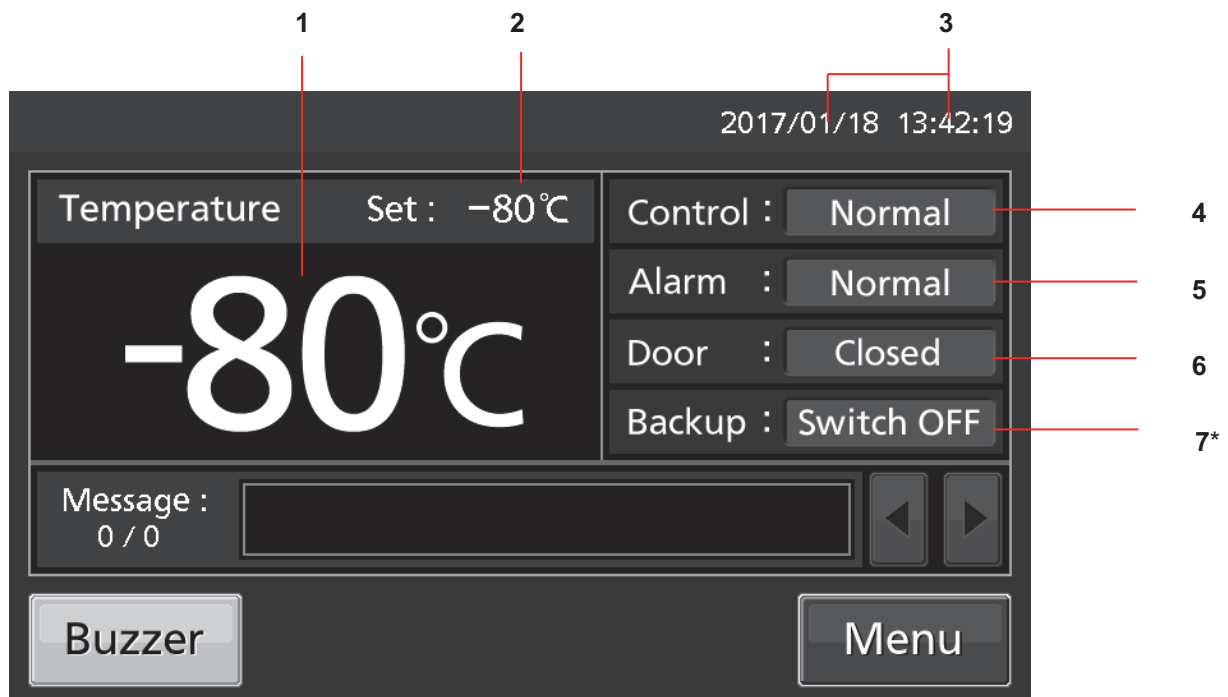 1 2 3
2017/01/18 13:42:19
Temperature Set : −80℃
-80℃
Control : Normal 4
Alarm : Normal 5
Door : Closed 6
Backup : Switch OFF 7*
Message :
0 / 0
Buzzer Menu